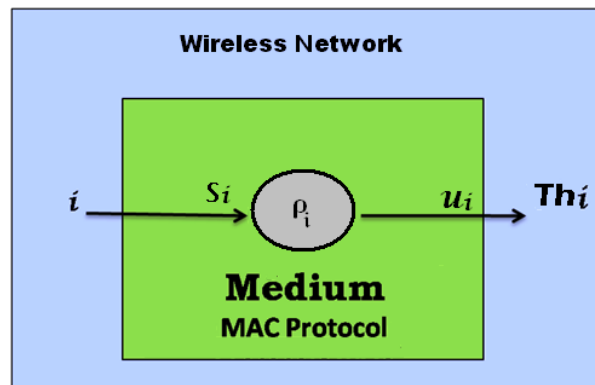 Wireless Network
i Si ρi ui Thi
Medium
MAC Protocol